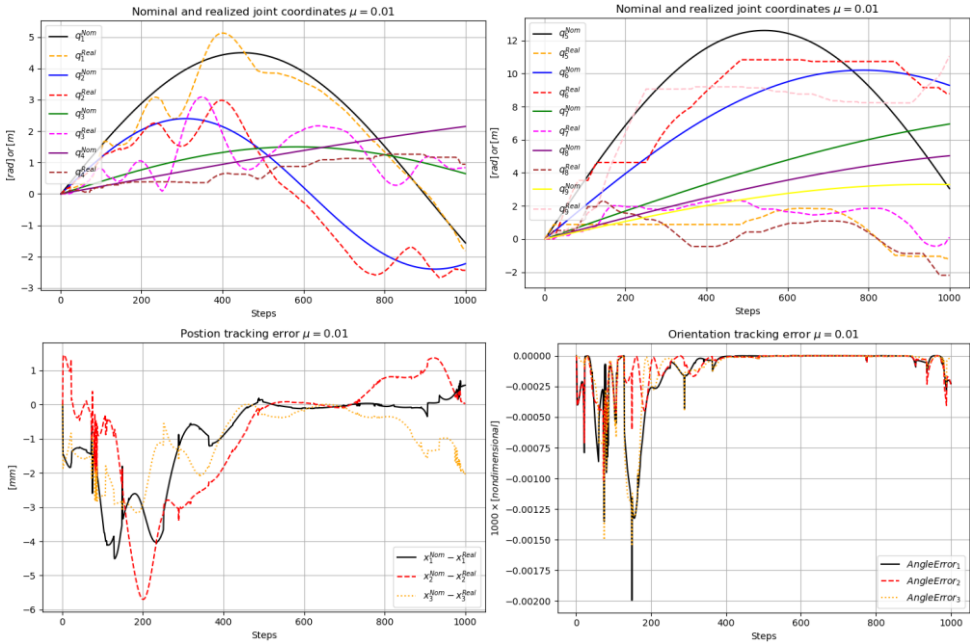 Nominal and realized joint coordinates μ = 0.01
[rad] or [m]
5
4
3
2
1
0
−1
−2
−3
q₁^Nom
q₁^Real
q₂^Nom
q₂^Real
q₃^Nom
q₃^Real
q₄^Nom
q₄^Real
0 200 400 600 800 1000
Steps
Nominal and realized joint coordinates μ = 0.01
[rad] or [m]
12
10
8
6
4
2
0
−2
q₅^Nom
q₅^Real
q₆^Nom
q₆^Real
q₇^Nom
q₇^Real
q₈^Nom
q₈^Real
q₉^Nom
q₉^Real
0 200 400 600 800 1000
Steps
Postion tracking error μ = 0.01
[mm]
1
0
−1
−2
−3
−4
−5
−6
x₁^Nom − x₁^Real
x₂^Nom − x₂^Real
x₃^Nom − x₃^Real
0 200 400 600 800 1000
Steps
Orientation tracking error μ = 0.01
1000 × [nondimensional]
0.00000
−0.00025
−0.00050
−0.00075
−0.00100
−0.00125
−0.00150
−0.00175
−0.00200
AngleError₁
AngleError₂
AngleError₃
0 200 400 600 800 1000
Steps